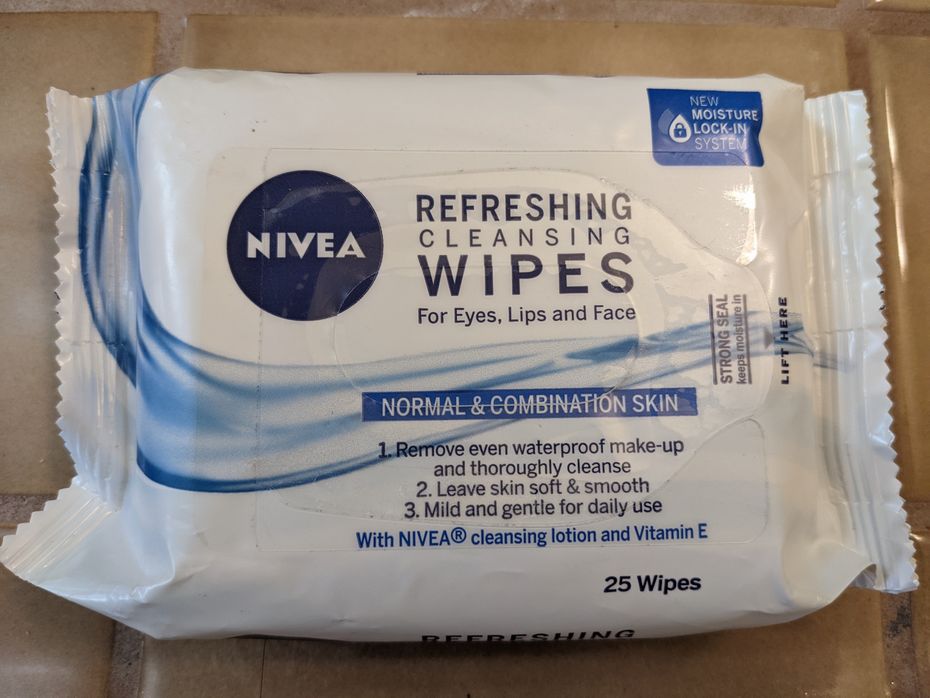 NEW
MOISTURE
LOCK-IN
SYSTEM
NIVEA
REFRESHING
CLEANSING
WIPES
For Eyes, Lips and Face
STRONG SEAL
keeps moisture in
LIFT HERE
NORMAL & COMBINATION SKIN
1. Remove even waterproof make-up
and thoroughly cleanse
2. Leave skin soft & smooth
3. Mild and gentle for daily use
With NIVEA® cleansing lotion and Vitamin E
25 Wipes
REFRESHING